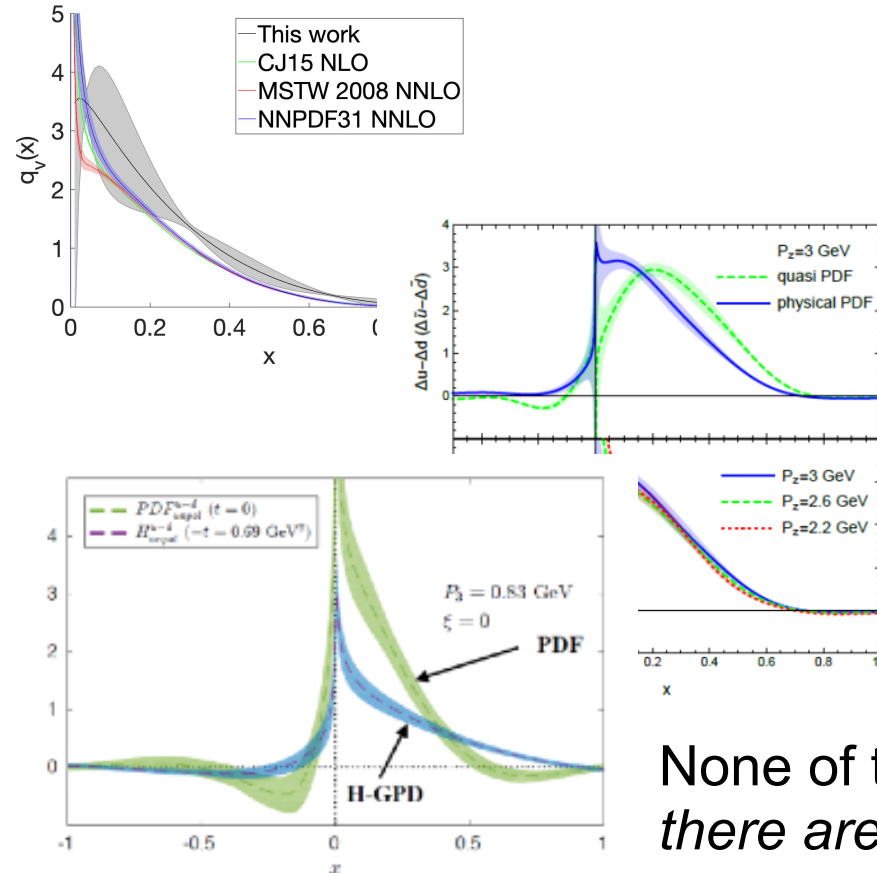 5
4
3
2
1
0
q_V(x)
This work
CJ15 NLO
MSTW 2008 NNLO
NNPDF31 NNLO
0
0.2
0.4
0.6
x
4
3
2
1
0
Δu−Δd (Δū−Δd̄)
P_z=3 GeV
quasi PDF
physical PDF
P_z=3 GeV
P_z=2.6 GeV
P_z=2.2 GeV
0.2
0.4
0.6
0.8
1
x
4
3
2
1
0
PDF^{u−d}_{unpol} (t = 0)
H^{u−d}_{unpol} (−t = 0.69 GeV²)
P_3 = 0.83 GeV
ξ = 0
PDF
H-GPD
-1
-0.5
0
0.5
1
x
None of
there are